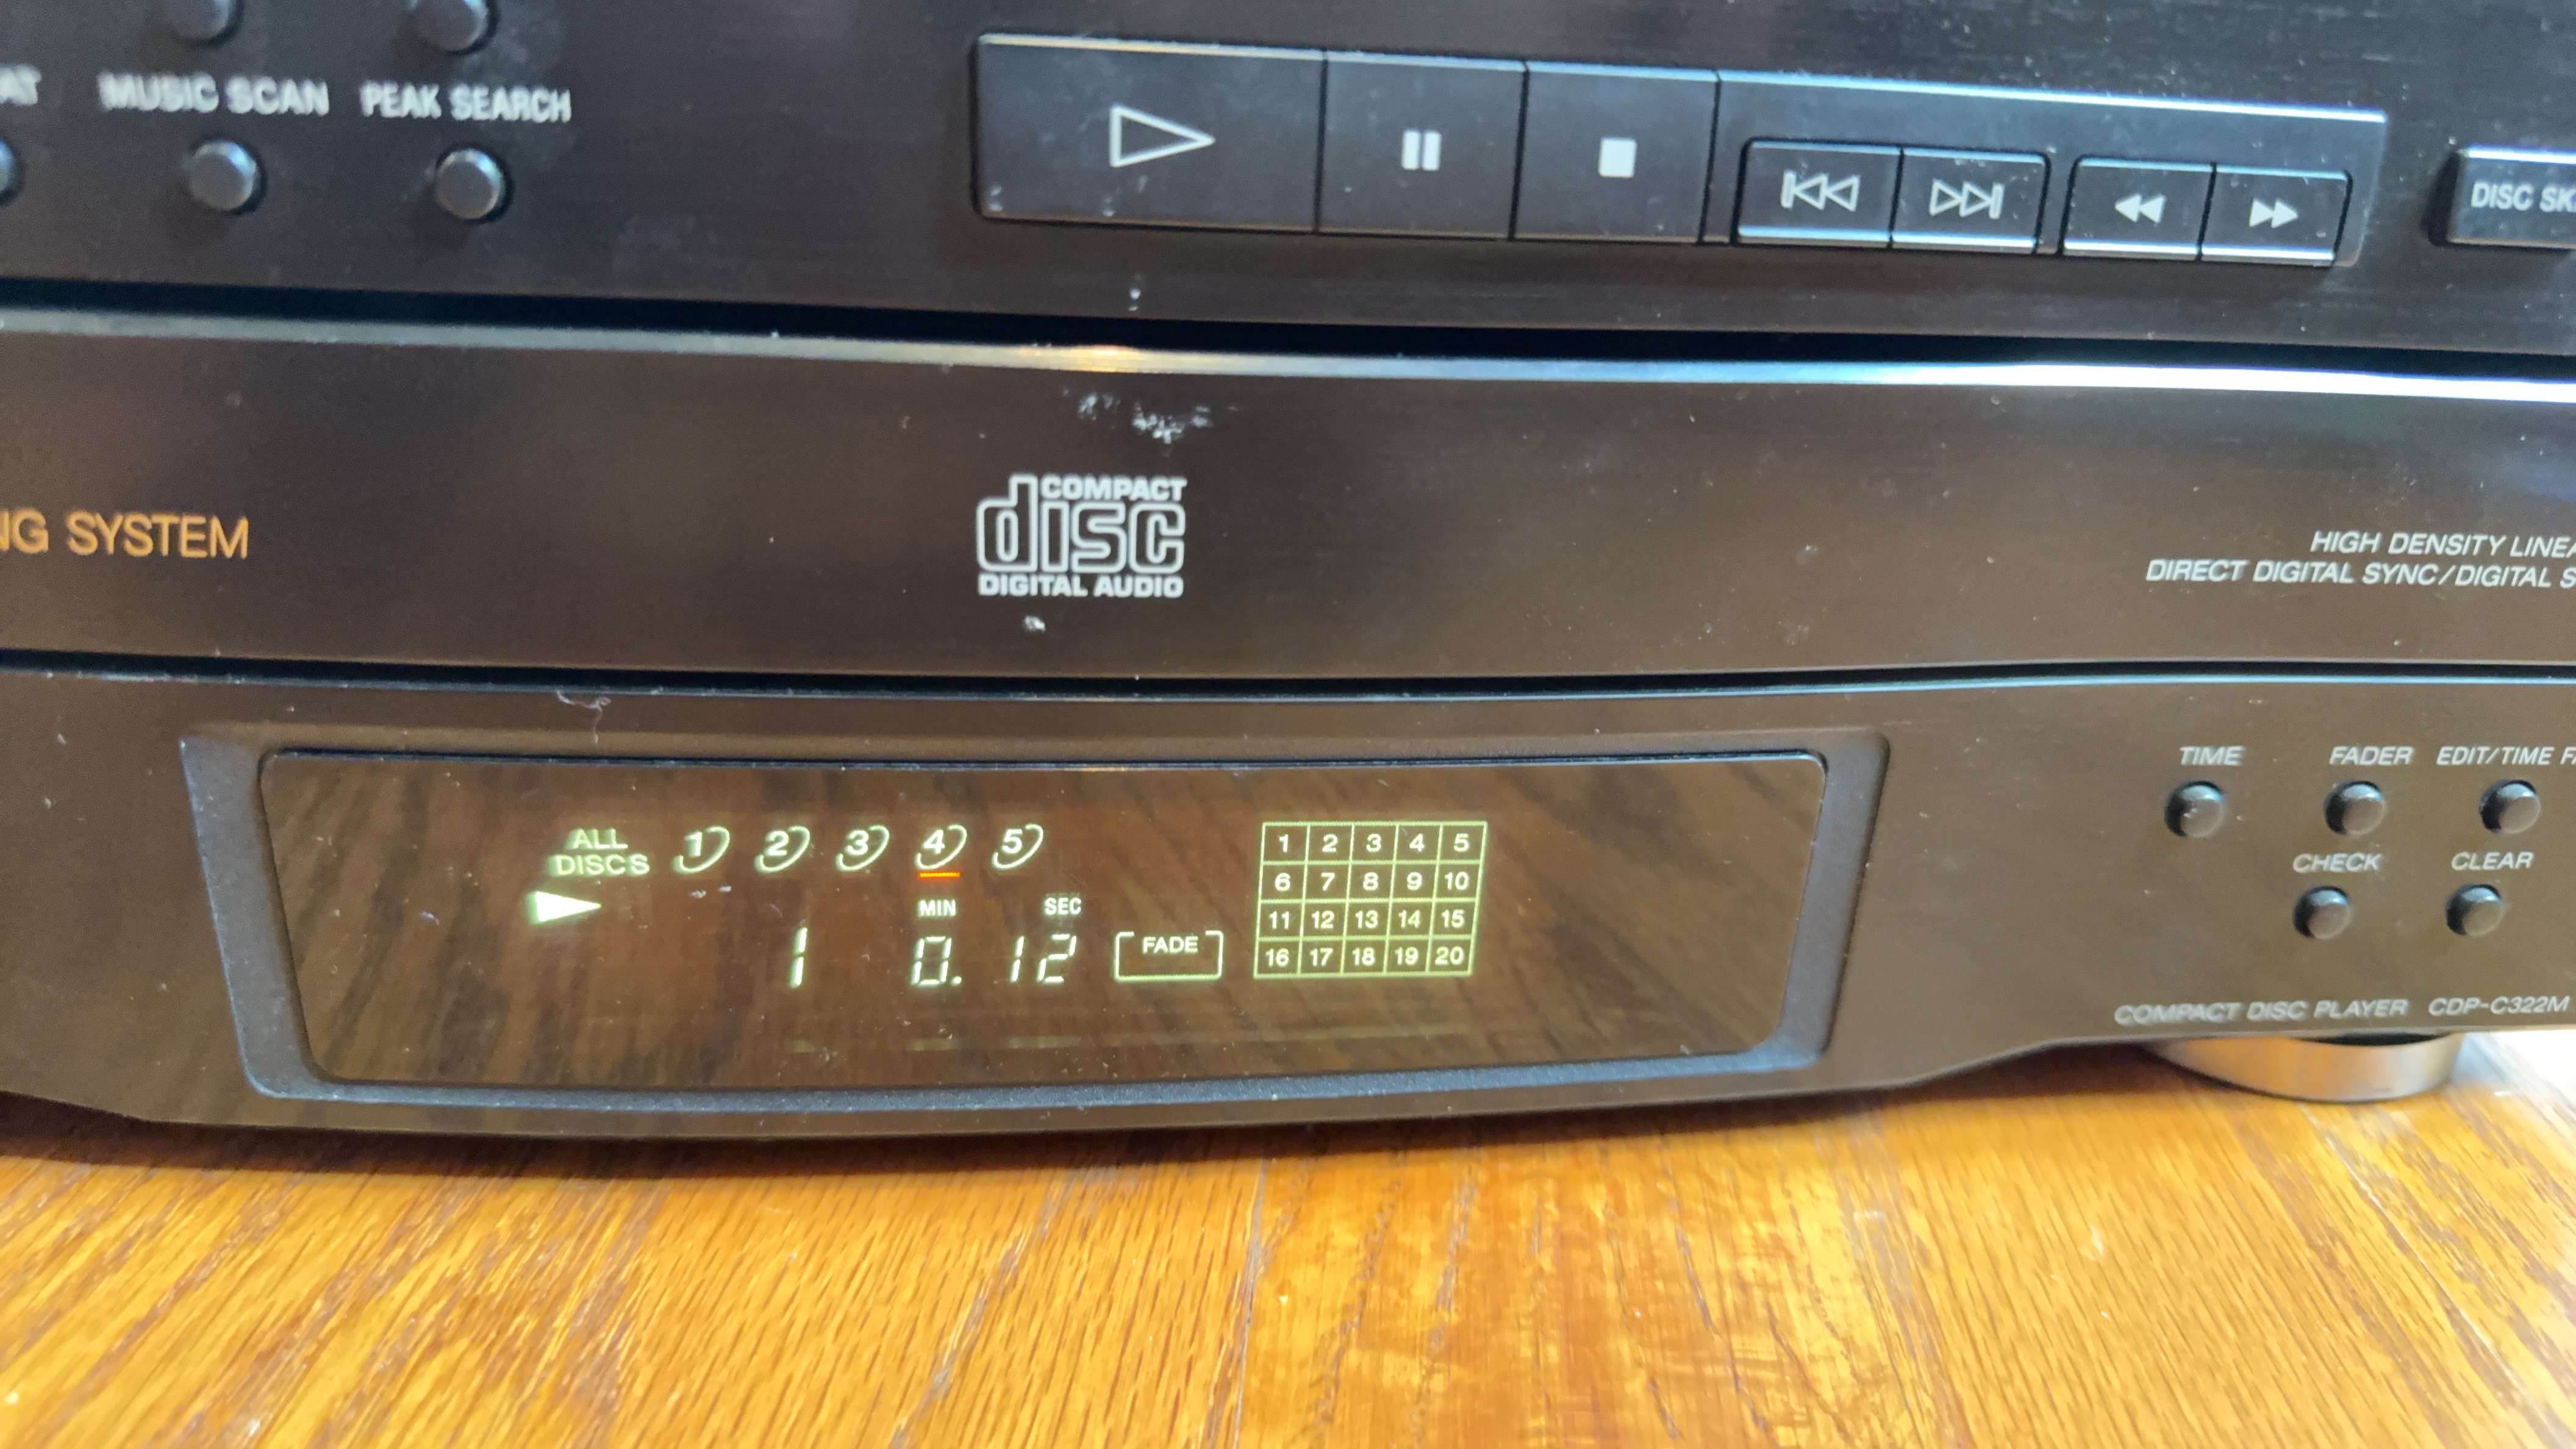 MUSIC SCAN PEAK SEARCH
DISC
SYSTEM
COMPACT
disc
DIGITAL AUDIO
HIGH DENSITY
DIRECT DIGITAL SYNC/DIGITAL
ALL
DISCS
1 2 3 4 5
MIN SEC
1 0. 12
FADE
1 2 3 4 5
6 7 8 9 10
11 12 13 14 15
16 17 18 19 20
TIME FADER EDIT/TIME
CHECK CLEAR
COMPACT DISC PLAYER CDP-C322M